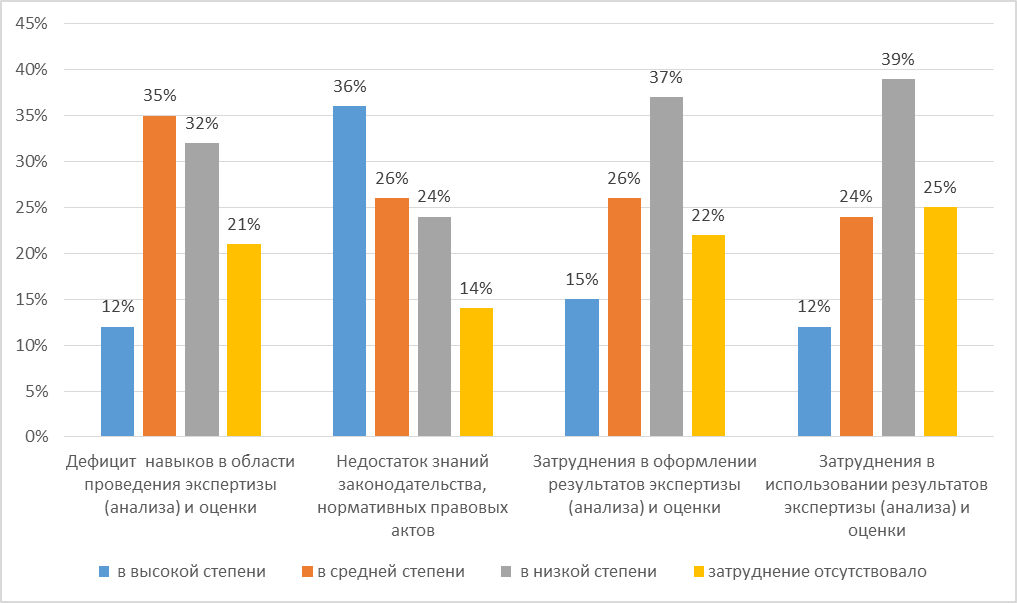 45%
40%
35%
30%
25%
20%
15%
10%
5%
0%
12%
35%
32%
21%
36%
26%
24%
14%
15%
26%
37%
22%
12%
24%
39%
25%
Дефицит навыков в области
проведения экспертизы
(анализа) и оценки
Недостаток знаний
законодательства,
нормативных правовых
актов
Затруднения в оформлении
результатов экспертизы
(анализа) и оценки
Затруднения в
использовании результатов
экспертизы (анализа) и
оценки
в высокой степени
в средней степени
в низкой степени
затруднение отсутствовало